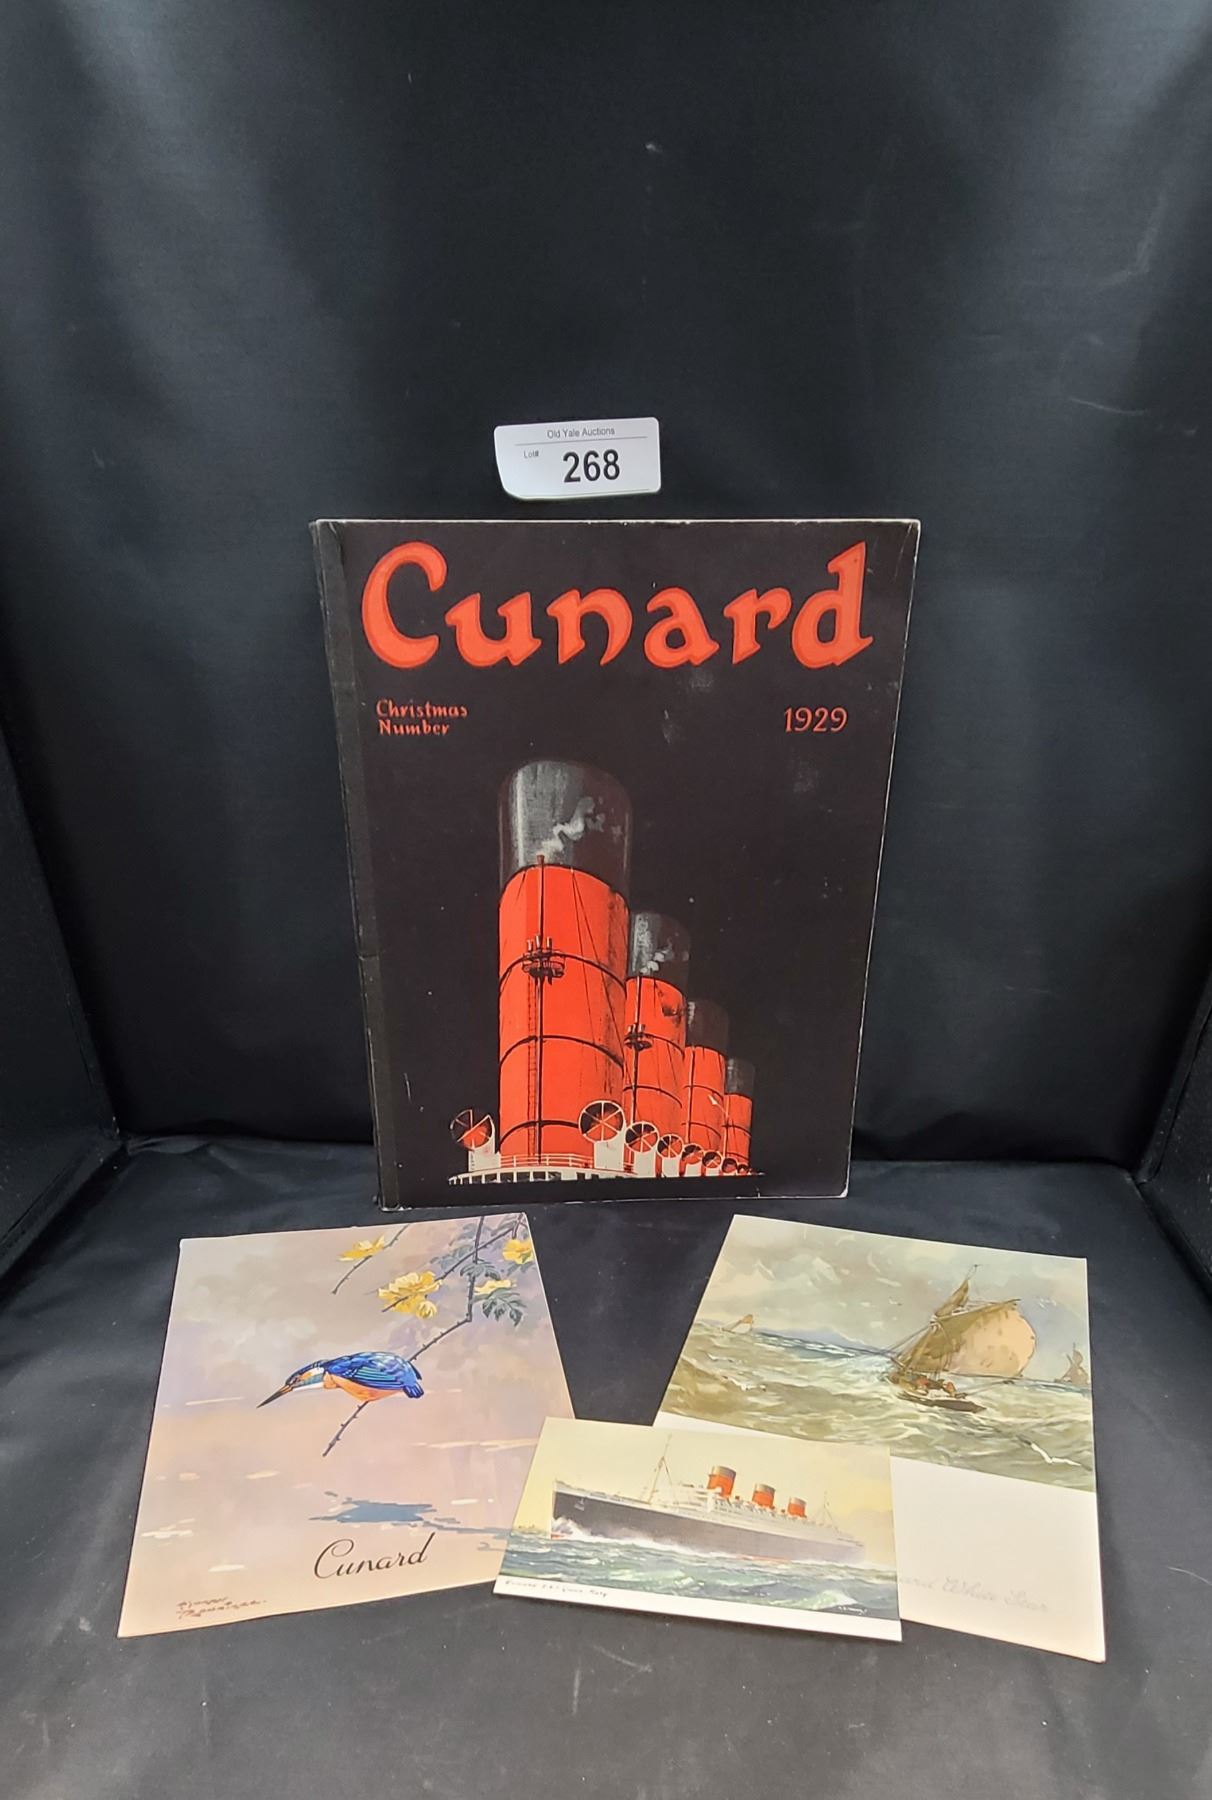 Old Yale Auctions
Lot#
268
Cunard
Christmas
Number
1929
Cunard
Cunard
White Star